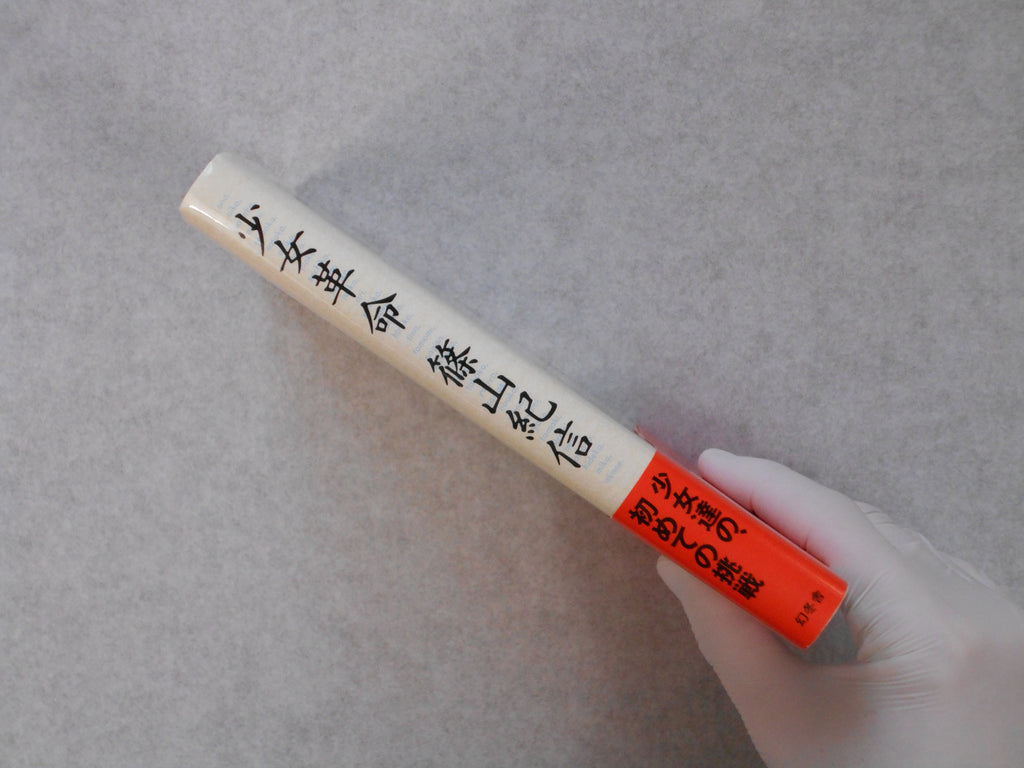 少女革命 篠山紀信
少女達の、
初めての挑戦
幻冬舎